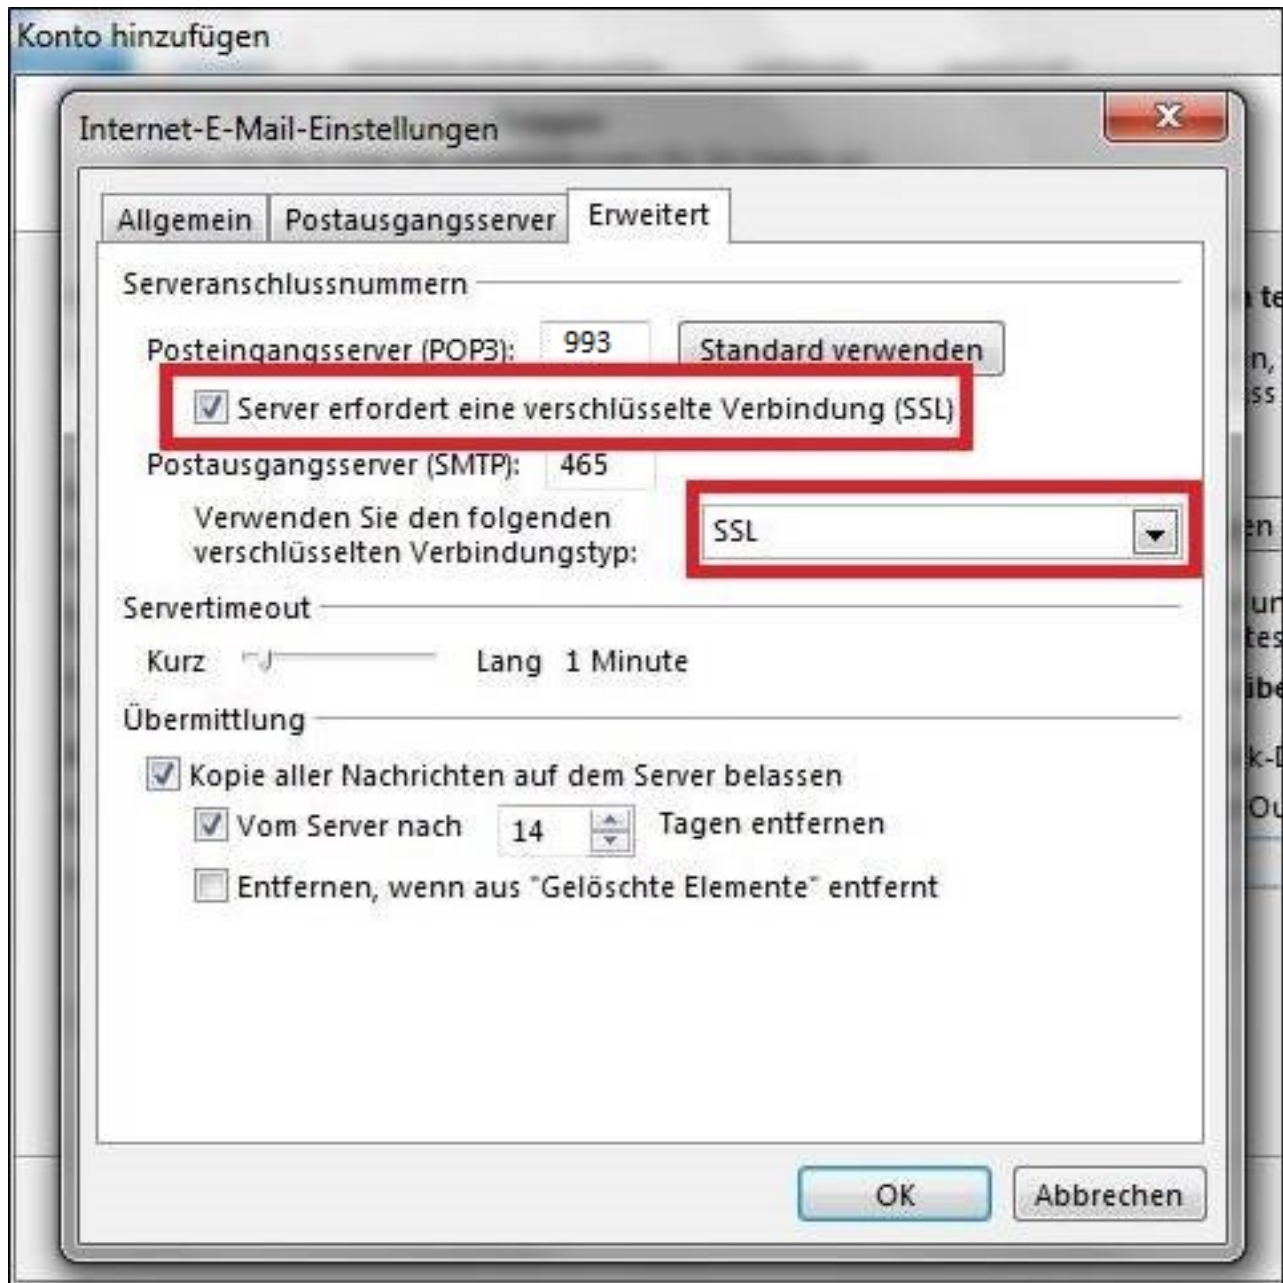 Konto hinzufügen
Internet-E-Mail-Einstellungen
Allgemein Postausgangsserver Erweitert
Serveranschlussnummern
Posteingangsserver (POP3): 993 Standard verwenden
Server erfordert eine verschlüsselte Verbindung (SSL)
Postausgangsserver (SMTP): 465
Verwenden Sie den folgenden
verschlüsselten Verbindungstyp:
SSL
Servertimeout
Kurz Lang 1 Minute
Übermittlung
Kopie aller Nachrichten auf dem Server belassen
Vom Server nach 14 Tagen entfernen
Entfernen, wenn aus "Gelöschte Elemente" entfernt
OK Abbrechen